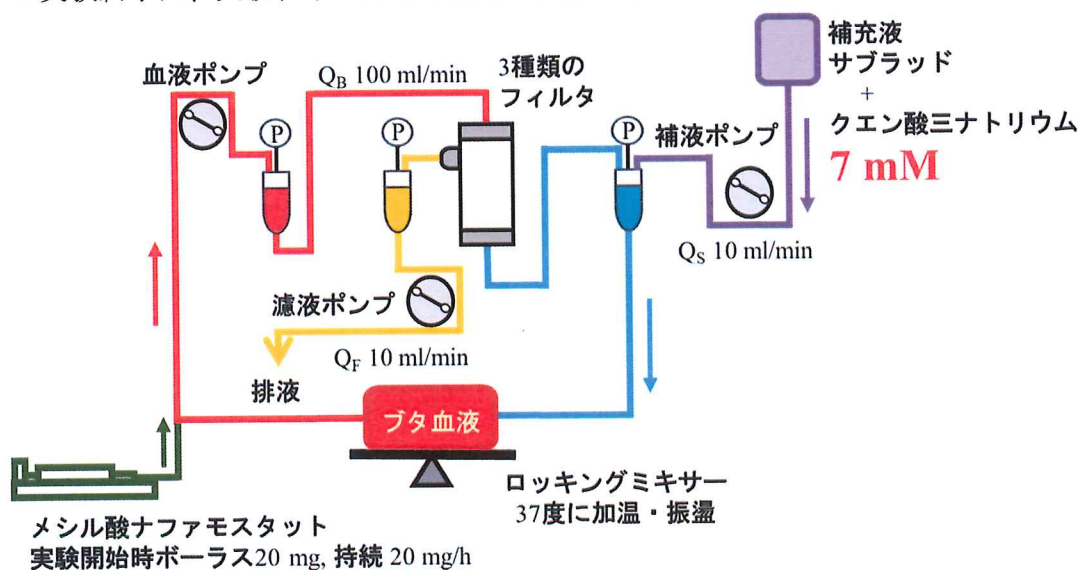 血液ポンプ
Q_B 100 ml/min
3種類の
フィルタ
補充液
サブラッド
+
クエン酸三ナトリウム
7 mM
P
P
P
補液ポンプ
Q_S 10 ml/min
濾液ポンプ
Q_F 10 ml/min
排液
ブタ血液
ロッキングミキサー
37度に加温・振盪
メシル酸ナファモスタット
実験開始時ボーラス20 mg, 持続 20 mg/h